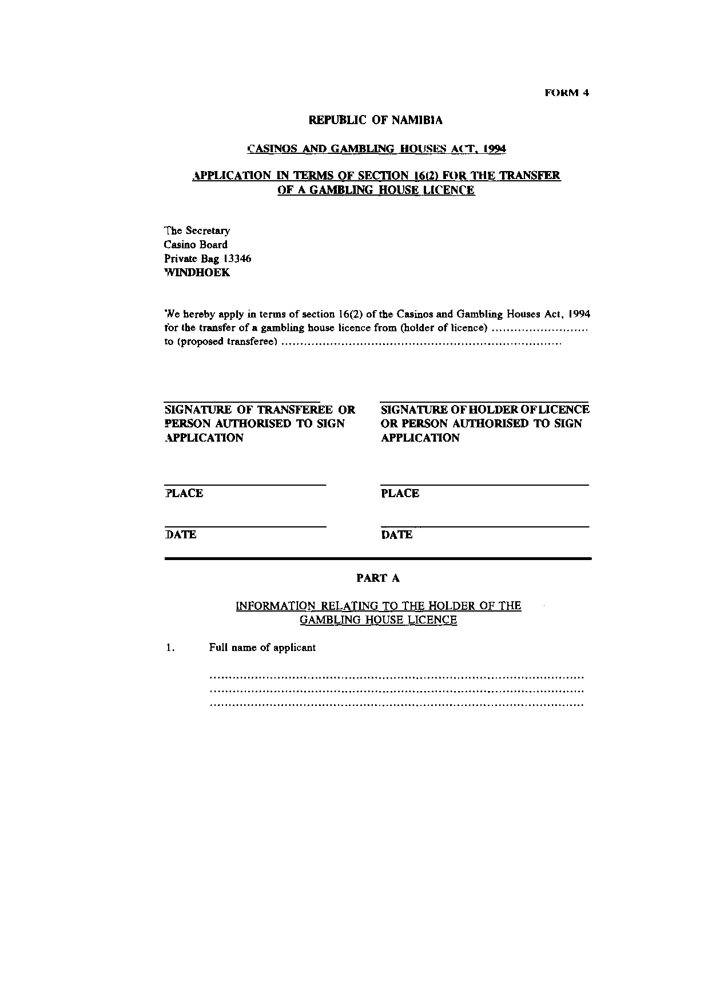 FORM 4
REPUBLIC OF NAMIBIA
CASINOS AND GAMBLING HOUSES ACT, 1994
APPLICATION IN TERMS OF SECTION 16(2) FOR THE TRANSFER
OF A GAMBLING HOUSE LICENCE
The Secretary
Casino Board
Private Bag 13346
WINDHOEK
We hereby apply in terms of section 16(2) of the Casinos and Gambling Houses Act, 1994
for the transfer of a gambling house licence from (holder of licence) ..........................
to (proposed transferee) ...........................................................................
SIGNATURE OF TRANSFEREE OR
PERSON AUTHORISED TO SIGN
APPLICATION
SIGNATURE OF HOLDER OF LICENCE
OR PERSON AUTHORISED TO SIGN
APPLICATION
PLACE
PLACE
DATE
DATE
PART A
INFORMATION RELATING TO THE HOLDER OF THE
GAMBLING HOUSE LICENCE
1. Full name of applicant
....................................................................................................
....................................................................................................
....................................................................................................